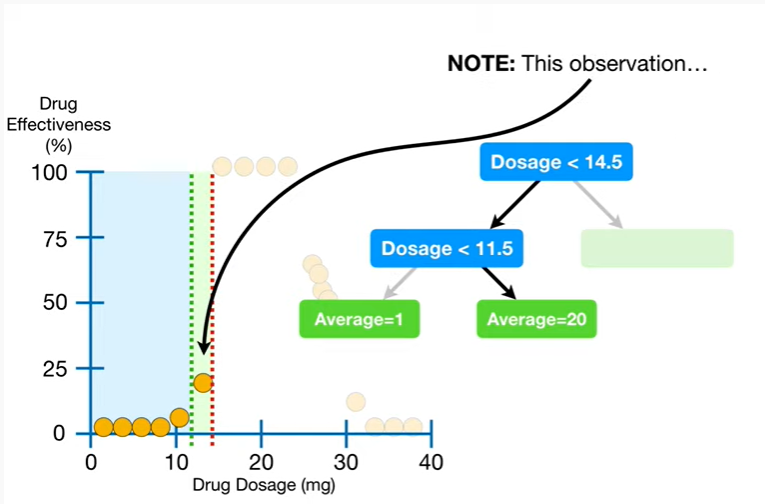 NOTE: This observation…
Drug
Effectiveness
(%)
100
75
50
25
0
0 10 20 30 40
Drug Dosage (mg)
Dosage < 14.5
Dosage < 11.5
Average=1
Average=20